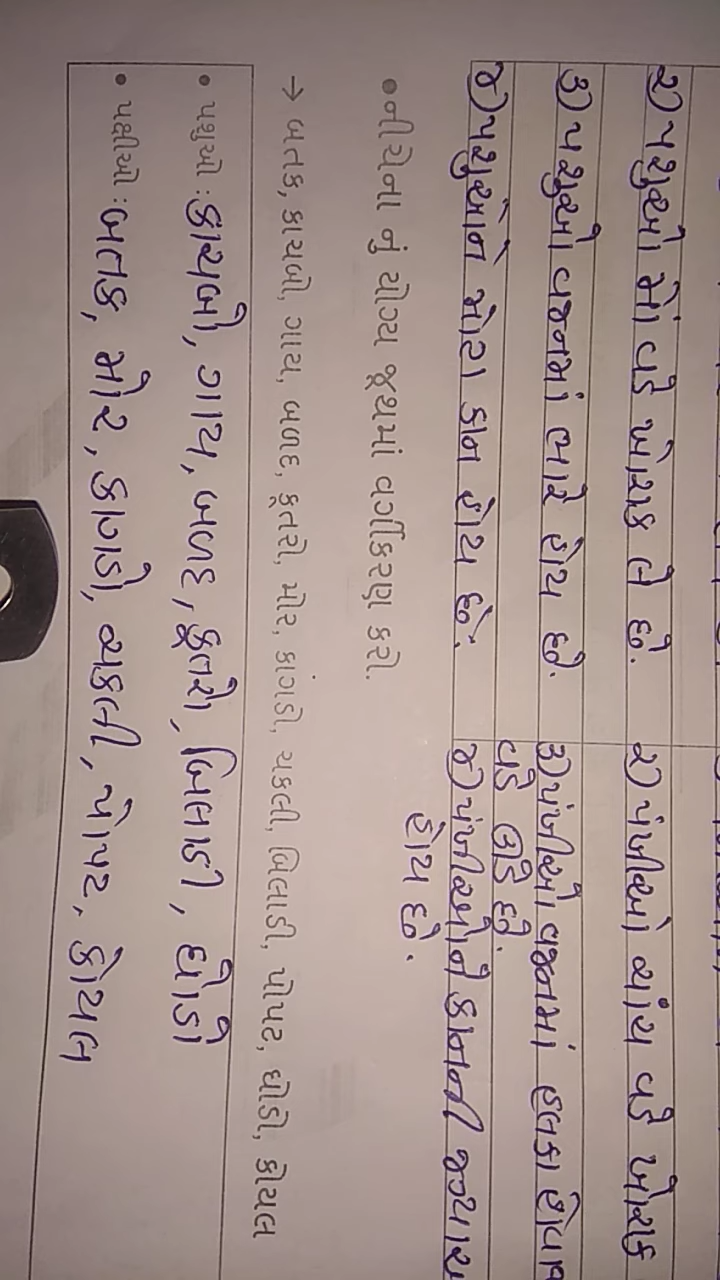 ૨) પશુઓ મોં વડે ખોરાક લે છે.
૨) પંખીઓ ચાંચ વડે ખોરાક
૩) પશુઓ વજનમાં ભારે હોય છે.
૩) પંખીઓ વજનમાં હલકા
વડે ઊડે છે.
૪) પશુઓને મોટા કાન હોય છે.
૪) પંખીઓને કાનની જગ્યાએ
હોય છે.
•નીચેના નું યોગ્ય જૂથમાં વર્ગીકરણ કરો.
→ બતક, કાચબો, ગાય, બળદ, કૂતરો, મોર, કાગડો, ચકલી, બિલાડી, પોપટ, ઘોડો, કોયલ
• પશુઓ: કાચબો, ગાય, બળદ, કૂતરો, બિલાડી, ઘોડો
• પક્ષીઓ: બતક, મોર, કાગડો, ચકલી, પોપટ, કોયલ